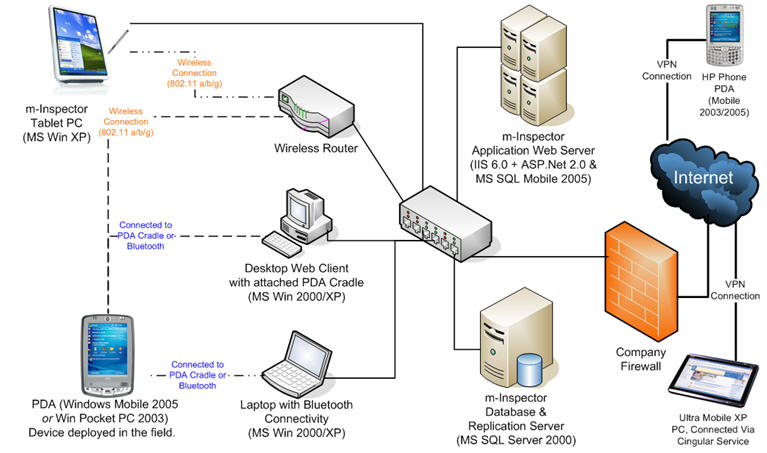 Wireless
Connection
(802.11 a/b/g)
m-Inspector
Tablet PC
(MS Win XP)
Wireless
Connection
(802.11 a/b/g)
Wireless Router
m-Inspector
Application Web Server
(IIS 6.0 + ASP.Net 2.0 &
MS SQL Mobile 2005)
VPN
Connection
HP Phone
PDA
(Mobile
2003/2005)
Internet
Connected to
PDA Cradle or
Bluetooth
Desktop Web Client
with attached PDA Cradle
(MS Win 2000/XP)
VPN
Connection
Company
Firewall
Connected to
PDA Cradle or
Bluetooth
PDA (Windows Mobile 2005
or Win Pocket PC 2003)
Device deployed in the field.
Laptop with Bluetooth
Connectivity
(MS Win 2000/XP)
m-Inspector
Database &
Replication Server
(MS SQL Server 2000)
Ultra Mobile XP
PC, Connected Via
Cingular Service